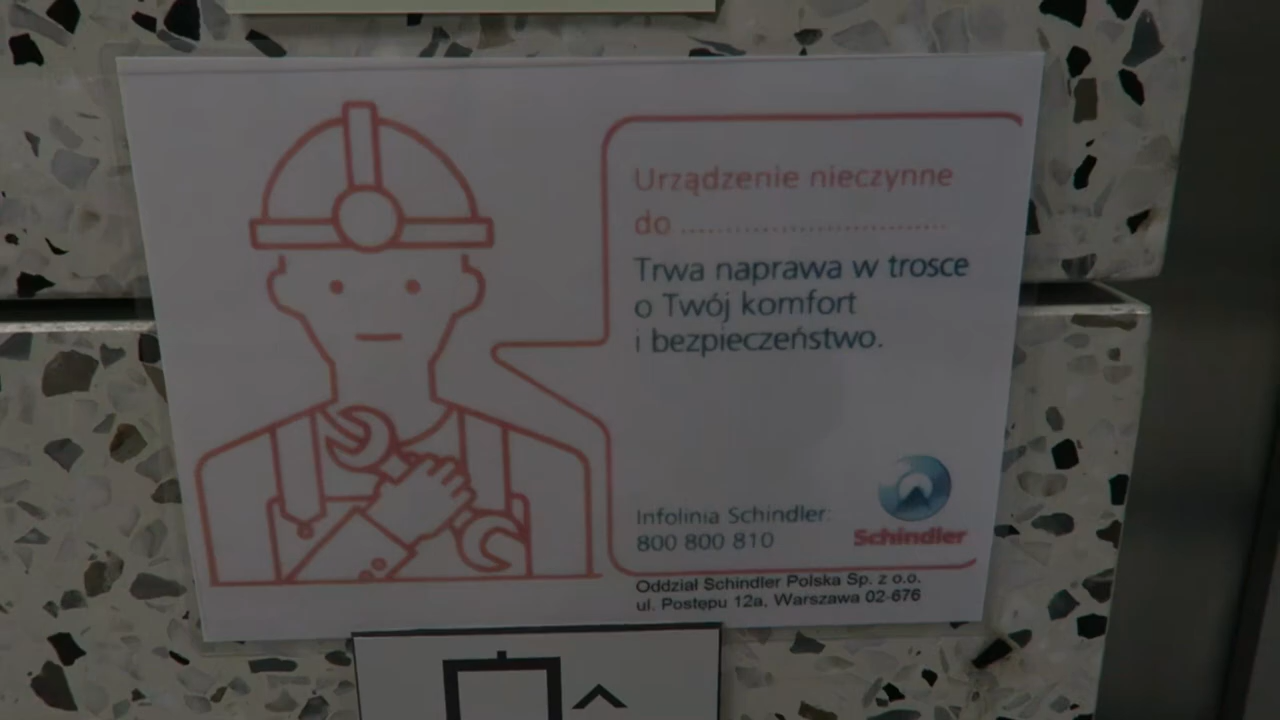 Urządzenie nieczynne
do ........................................
Trwa naprawa w trosce
o Twój komfort
i bezpieczeństwo.
Infolinia Schindler:
800 800 810
Schindler
Oddział Schindler Polska Sp. z o.o.
ul. Postępu 12a, Warszawa 02-676